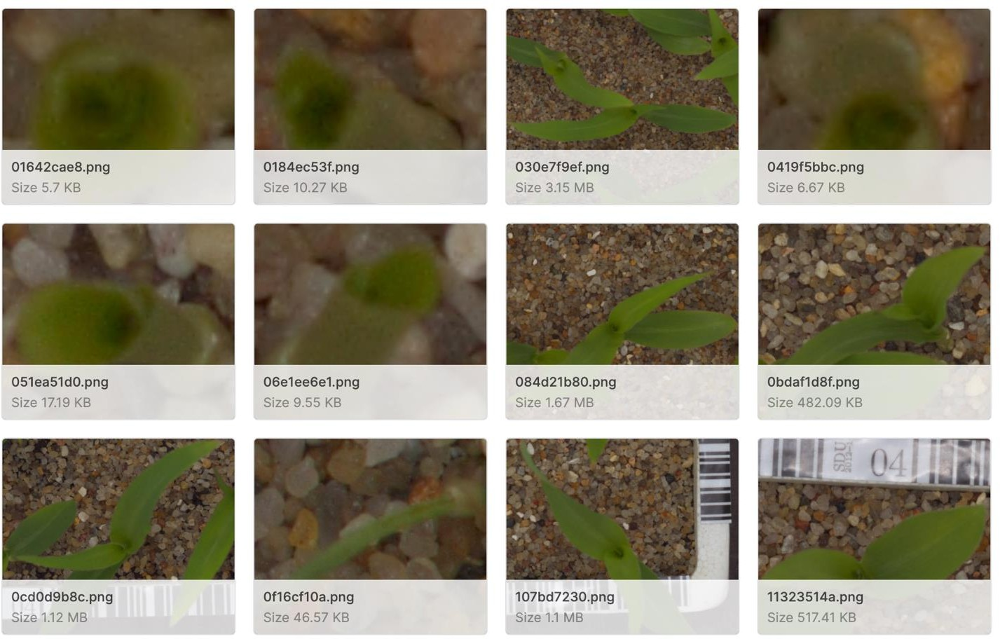 01642cae8.png
Size 5.7 KB
0184ec53f.png
Size 10.27 KB
030e7f9ef.png
Size 3.15 MB
0419f5bbc.png
Size 6.67 KB
051ea51d0.png
Size 17.19 KB
06e1ee6e1.png
Size 9.55 KB
084d21b80.png
Size 1.67 MB
0bdaf1d8f.png
Size 482.09 KB
SDU
2012-1
04
0cd0d9b8c.png
Size 1.12 MB
0f16cf10a.png
Size 46.57 KB
107bd7230.png
Size 1.1 MB
11323514a.png
Size 517.41 KB